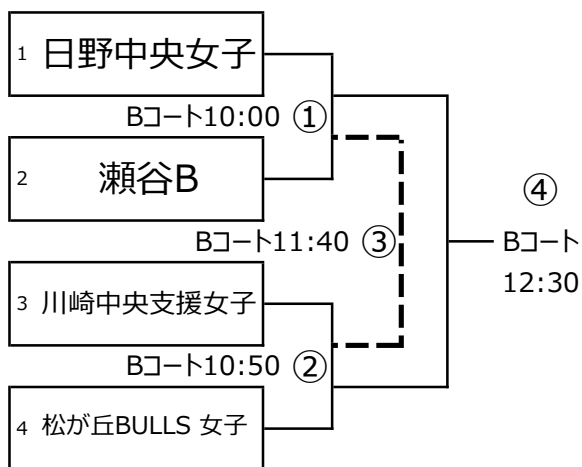 1 日野中央女子
Bコート10:00 ①
2 瀬谷B
④
Bコート11:40 ③
Bコート
12:30
3 川崎中央支援女子
Bコート10:50 ②
4 松が丘BULLS 女子